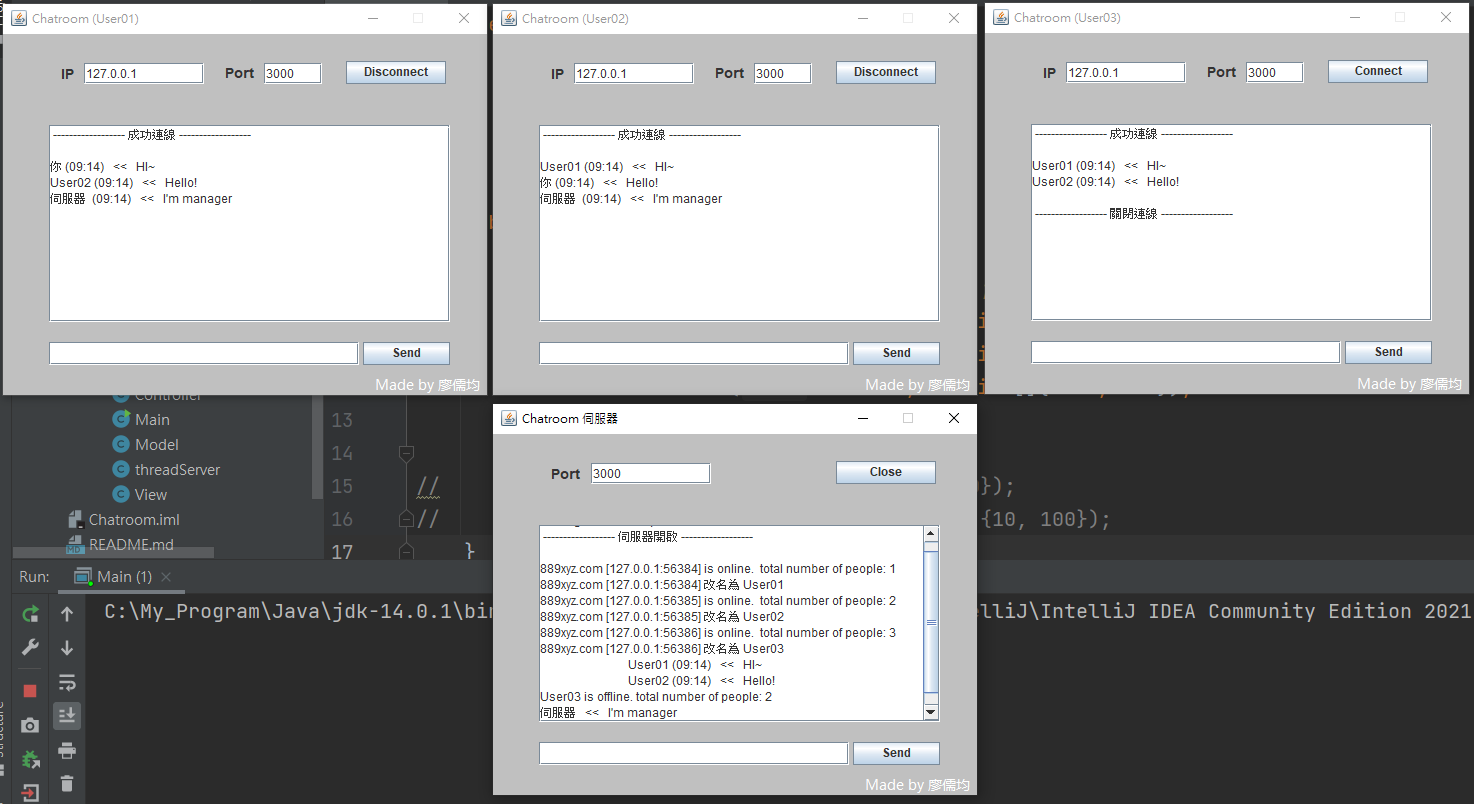 Chatroom (User01)
IP 127.0.0.1 Port 3000 Disconnect
------------------ 成功連線 ------------------
你 (09:14) << HI~
User02 (09:14) << Hello!
伺服器 (09:14) << I'm manager
Send
Made by 廖儒均
Chatroom (User02)
IP 127.0.0.1 Port 3000 Disconnect
------------------ 成功連線 ------------------
User01 (09:14) << HI~
你 (09:14) << Hello!
伺服器 (09:14) << I'm manager
Send
Made by 廖儒均
Chatroom (User03)
IP 127.0.0.1 Port 3000 Connect
------------------ 成功連線 ------------------
User01 (09:14) << HI~
User02 (09:14) << Hello!
------------------ 關閉連線 ------------------
Send
Made by 廖儒均
Chatroom 伺服器
Port 3000 Close
------------------ 伺服器開啟 ------------------
889xyz.com [127.0.0.1:56384] is online. total number of people: 1
889xyz.com [127.0.0.1:56384] 改名為 User01
889xyz.com [127.0.0.1:56385] is online. total number of people: 2
889xyz.com [127.0.0.1:56385] 改名為 User02
889xyz.com [127.0.0.1:56386] is online. total number of people: 3
889xyz.com [127.0.0.1:56386] 改名為 User03
User01 (09:14) << HI~
User02 (09:14) << Hello!
User03 is offline. total number of people: 2
伺服器 << I'm manager
Send
Made by 廖儒均
Controller
Main
Model
threadServer
View
Chatroom.iml
README.md
13
14
15 // });
16 // {10, 100});
17 }
Run: Main (1)
C:\My_Program\Java\jdk-14.0.1\bin
IntelliJ IDEA Community Edition 2021